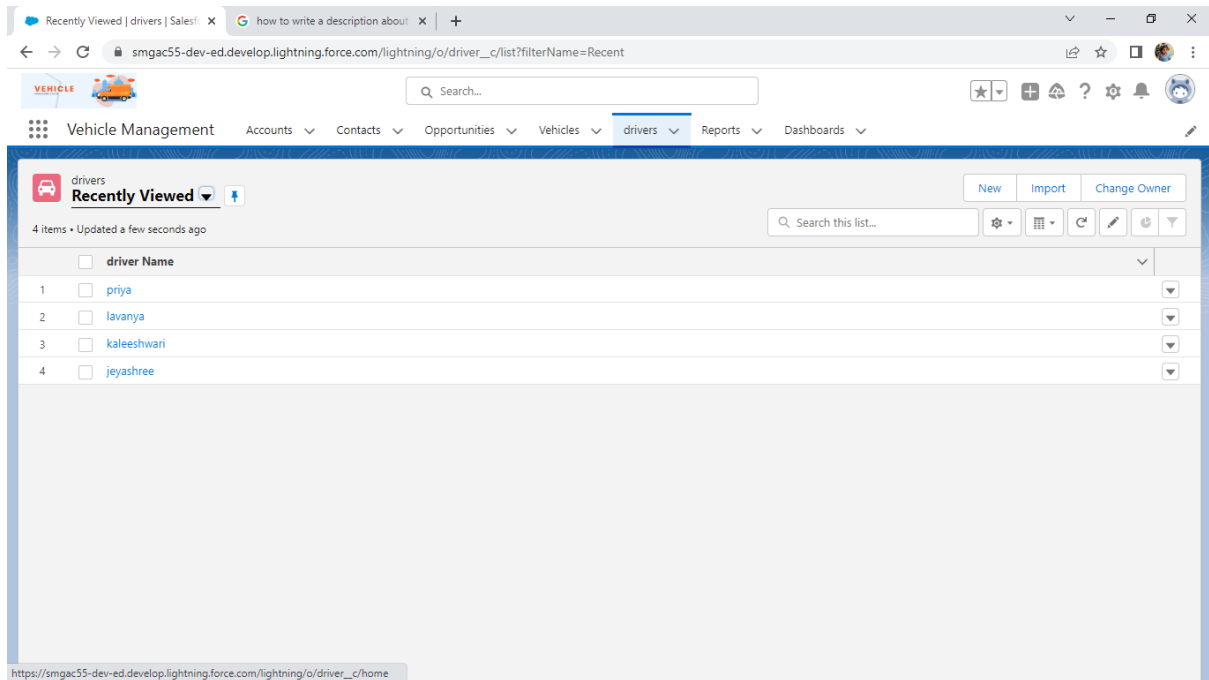 Recently Viewed | drivers | Salesf
how to write a description about
smgac55-dev-ed.develop.lightning.force.com/lightning/o/driver__c/list?filterName=Recent
VEHICLE
Search...
Vehicle Management Accounts Contacts Opportunities Vehicles drivers Reports Dashboards
drivers
Recently Viewed
New Import Change Owner
4 items • Updated a few seconds ago
Search this list...
driver Name
1 priya
2 lavanya
3 kaleeshwari
4 jeyashree
https://smgac55-dev-ed.develop.lightning.force.com/lightning/o/driver__c/home